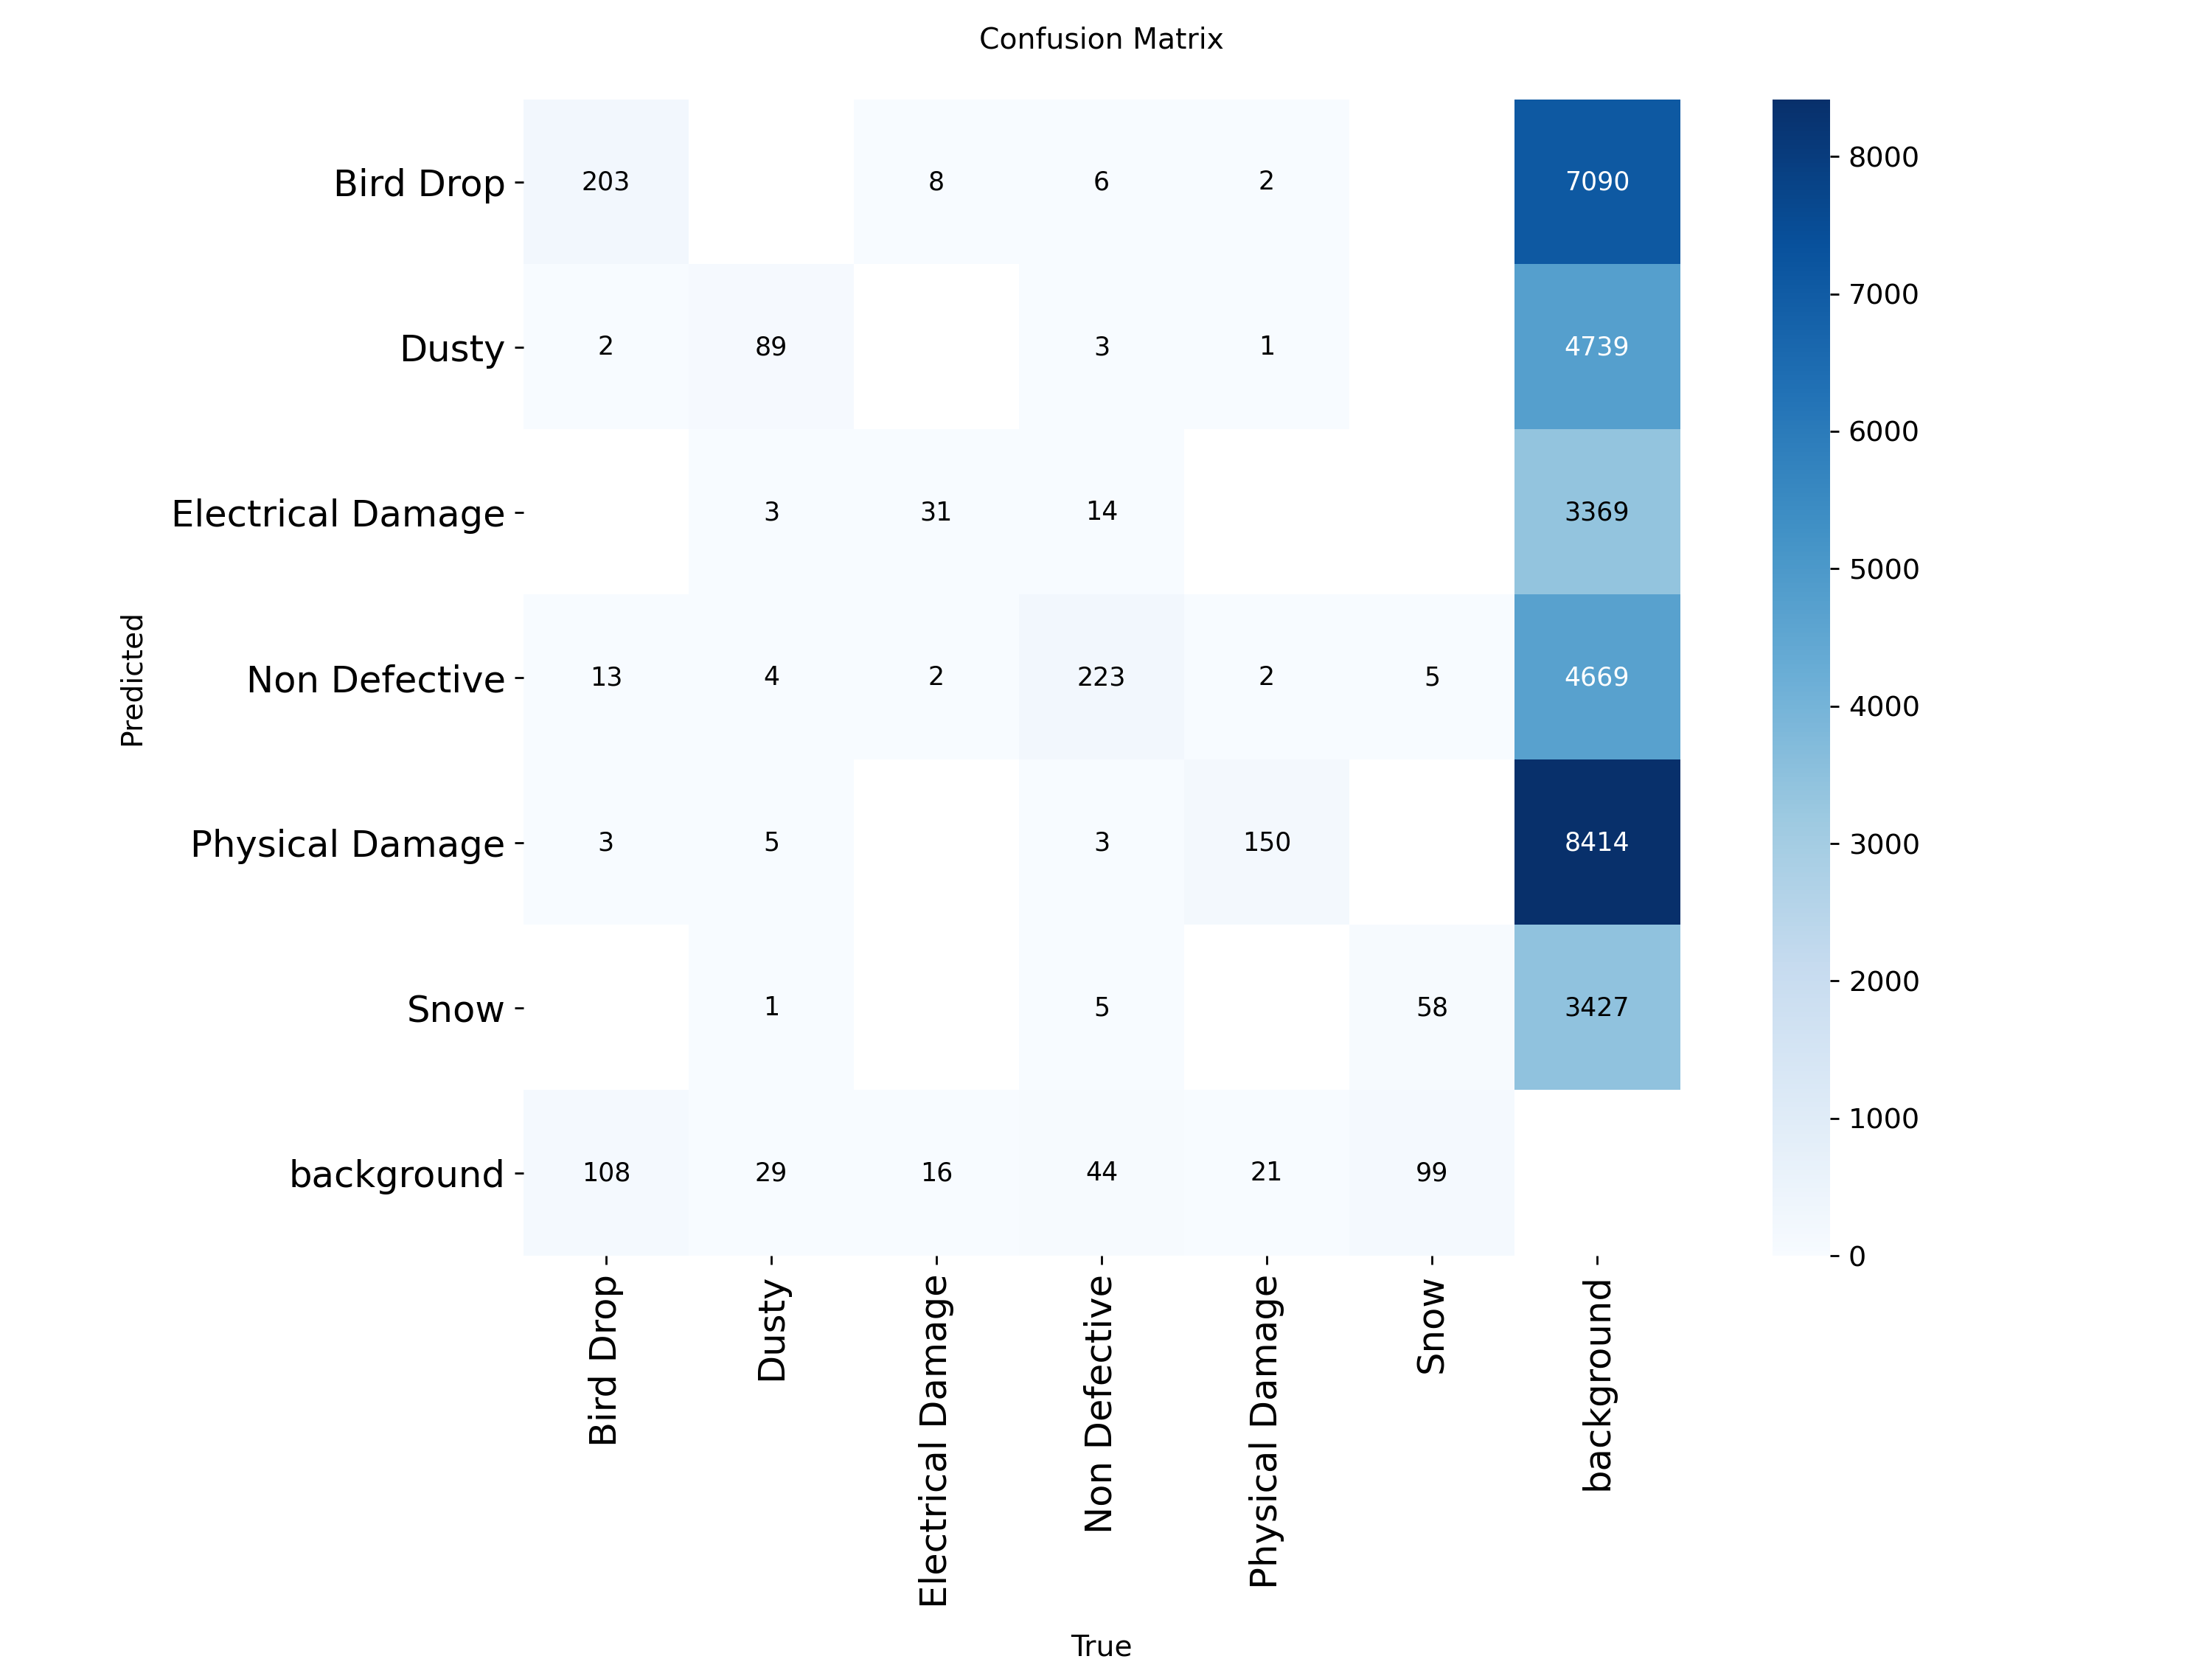 Confusion Matrix
Predicted
Bird Drop 203 8 6 2 7090
Dusty 2 89 3 1 4739
Electrical Damage 3 31 14 3369
Non Defective 13 4 2 223 2 5 4669
Physical Damage 3 5 3 150 8414
Snow 1 5 58 3427
background 108 29 16 44 21 99
Bird Drop
Dusty
Electrical Damage
Non Defective
Physical Damage
Snow
background
True
8000
7000
6000
5000
4000
3000
2000
1000
0